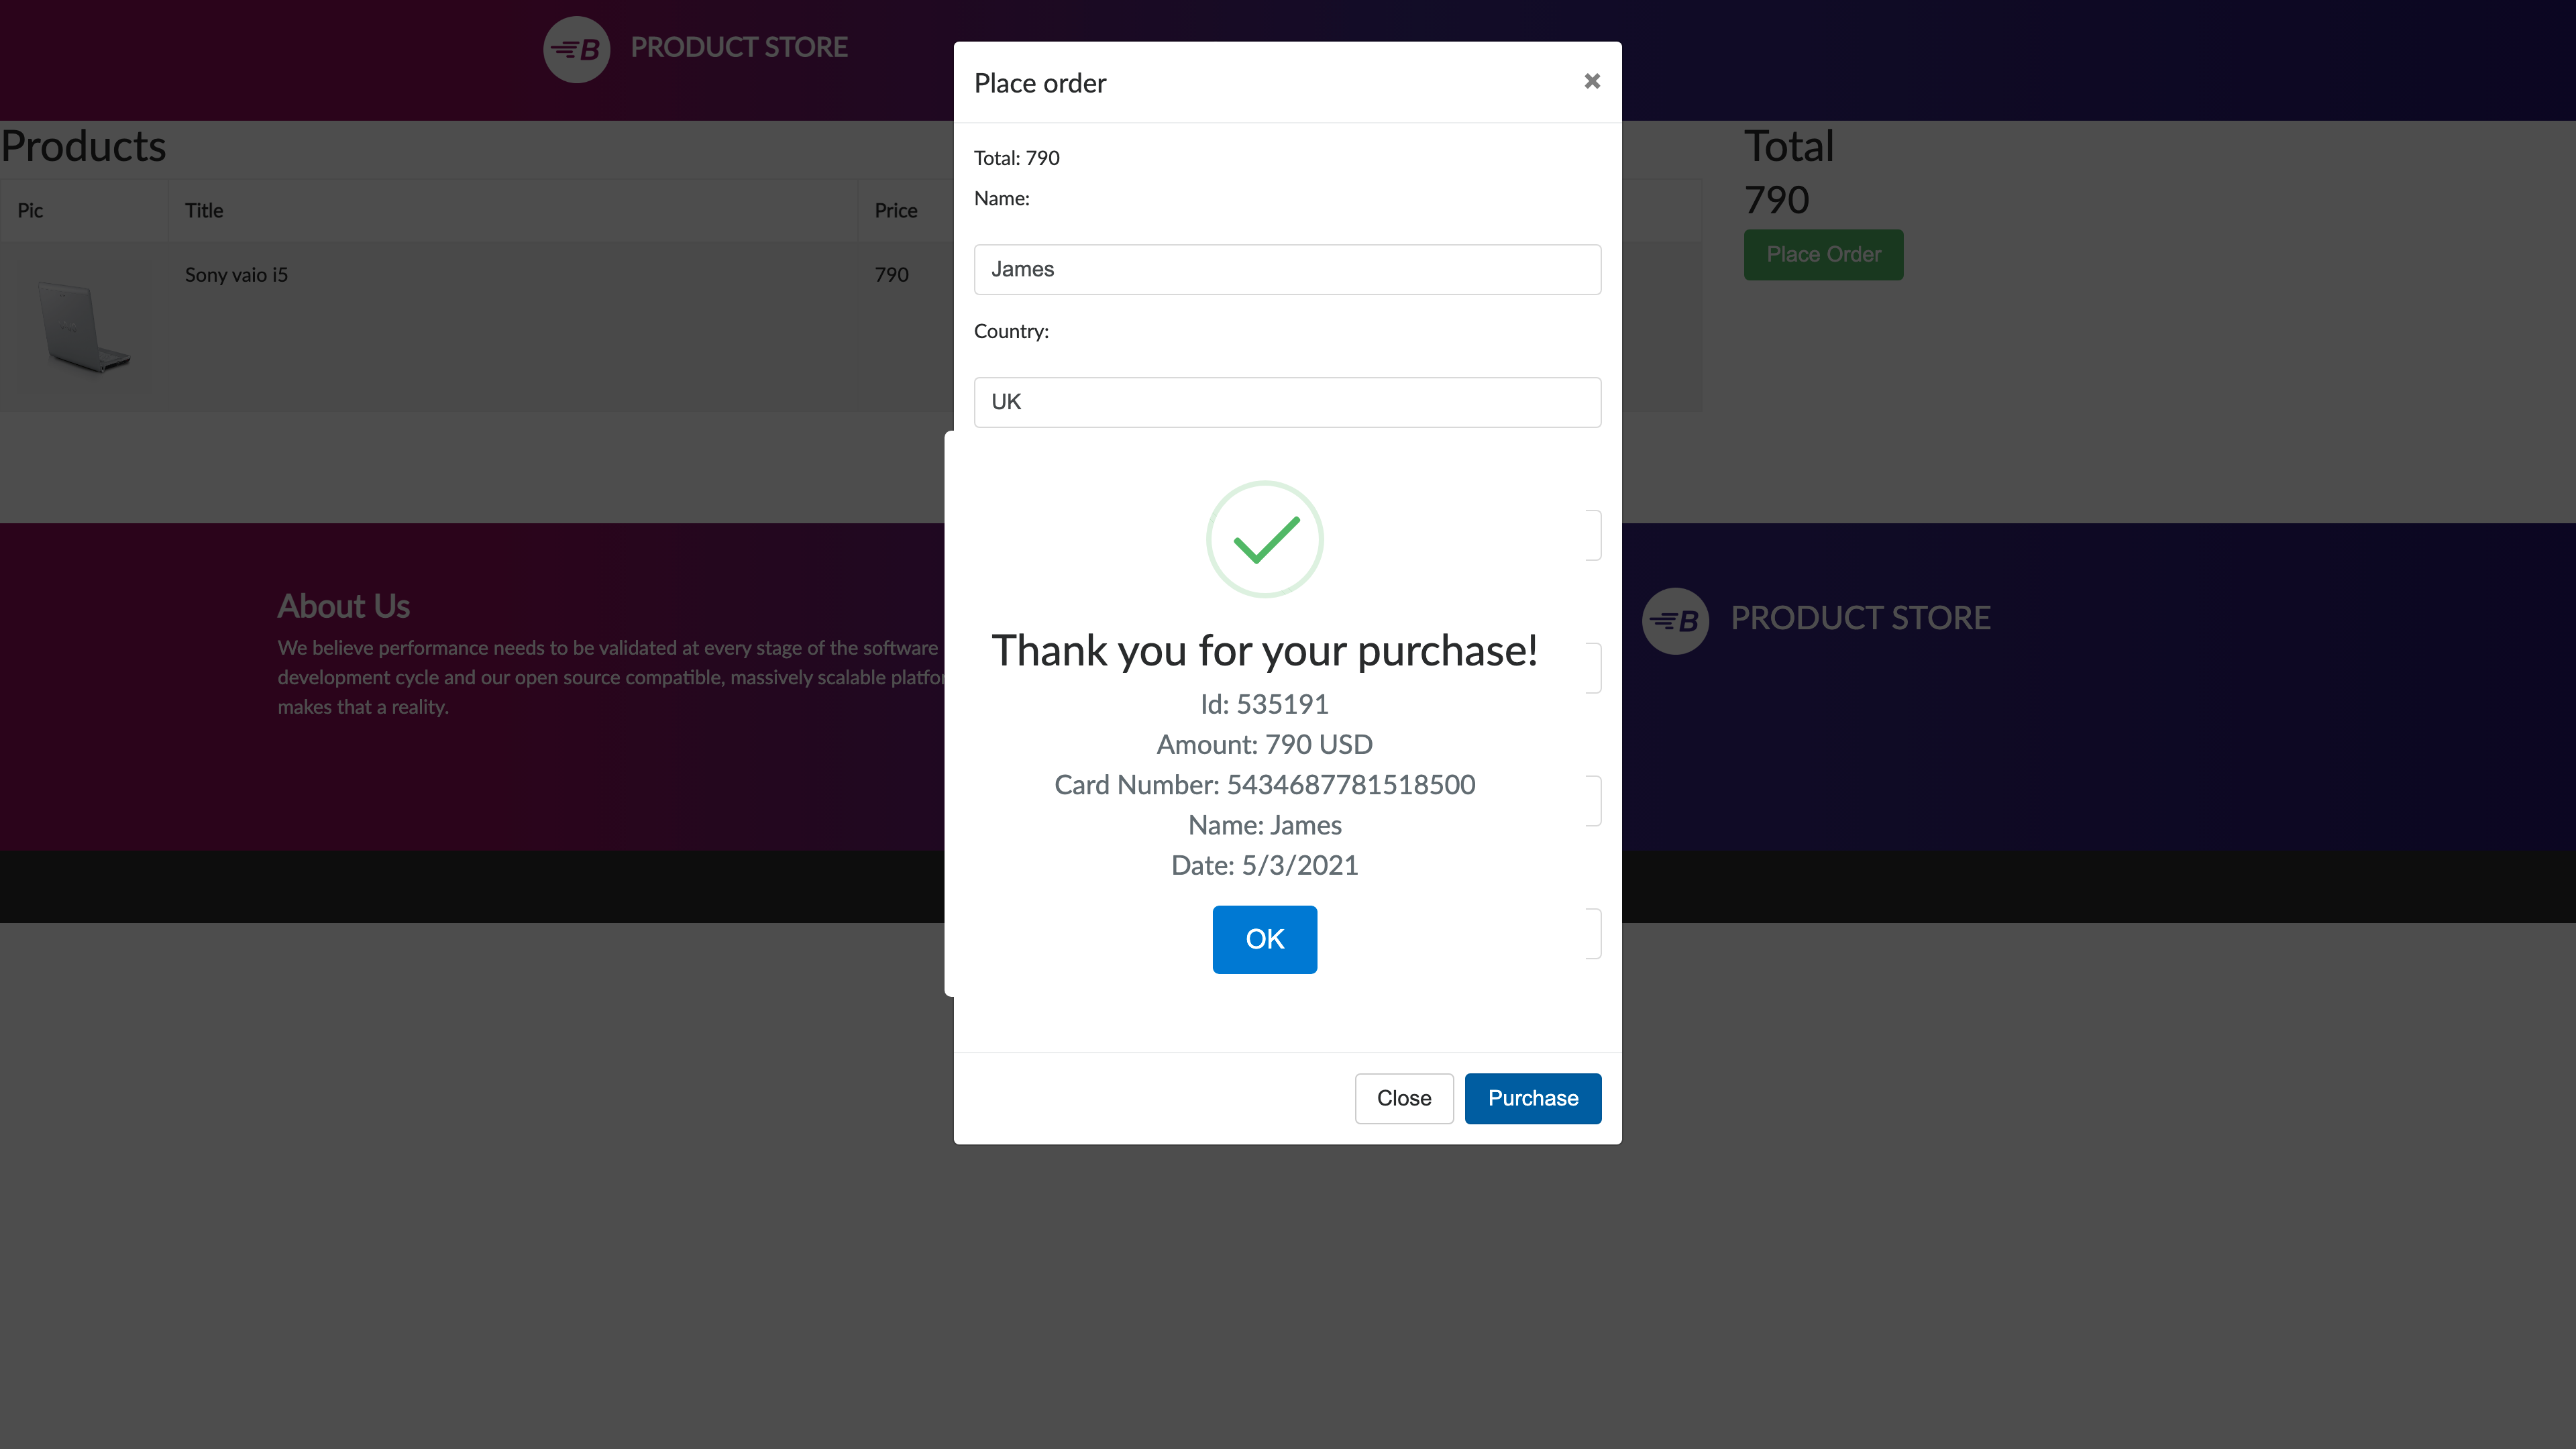 B PRODUCT STORE
Place order
×
Total: 790
Name:
James
Country:
UK
Products
Pic Title Price
Sony vaio i5 790
Total
790
Place Order
Thank you for your purchase!
Id: 535191
Amount: 790 USD
Card Number: 5434687781518500
Name: James
Date: 5/3/2021
OK
Close Purchase
About Us
We believe performance needs to be validated at every stage of the software
development cycle and our open source compatible, massively scalable
makes that a reality.
B PRODUCT STORE